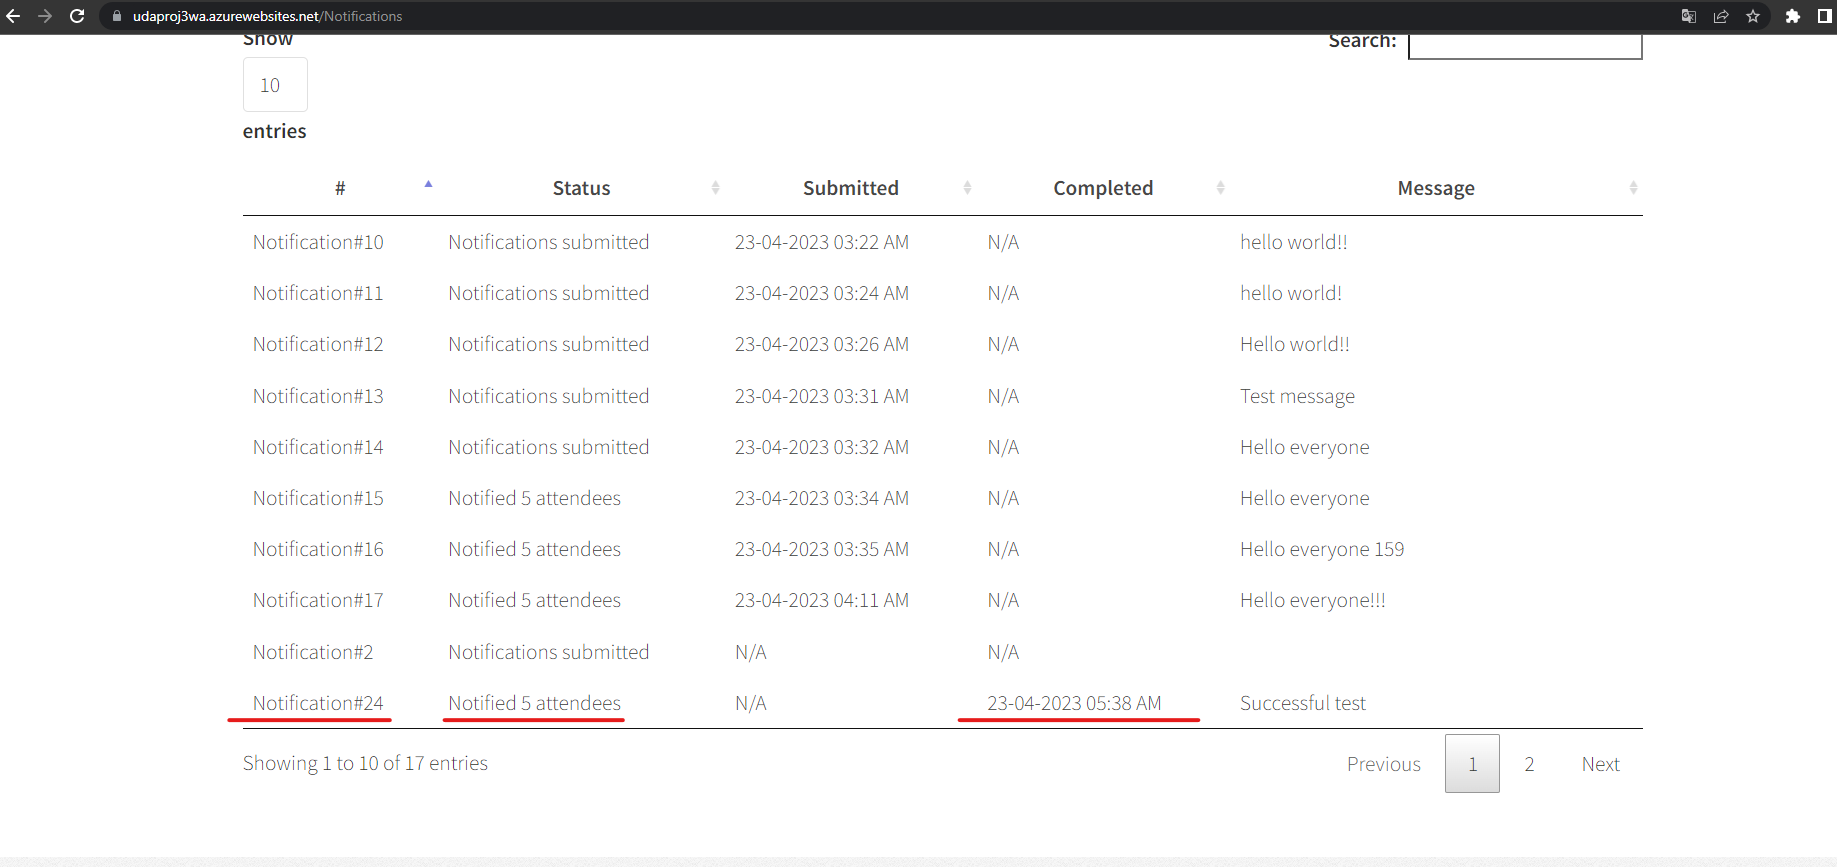 udaproj3wa.azurewebsites.net/Notifications
Show
10
entries
Search:
# Status Submitted Completed Message
Notification#10 Notifications submitted 23-04-2023 03:22 AM N/A hello world!!
Notification#11 Notifications submitted 23-04-2023 03:24 AM N/A hello world!
Notification#12 Notifications submitted 23-04-2023 03:26 AM N/A Hello world!!
Notification#13 Notifications submitted 23-04-2023 03:31 AM N/A Test message
Notification#14 Notifications submitted 23-04-2023 03:32 AM N/A Hello everyone
Notification#15 Notified 5 attendees 23-04-2023 03:34 AM N/A Hello everyone
Notification#16 Notified 5 attendees 23-04-2023 03:35 AM N/A Hello everyone 159
Notification#17 Notified 5 attendees 23-04-2023 04:11 AM N/A Hello everyone!!!
Notification#2 Notifications submitted N/A N/A
Notification#24 Notified 5 attendees N/A 23-04-2023 05:38 AM Successful test
Showing 1 to 10 of 17 entries
Previous 1 2 Next